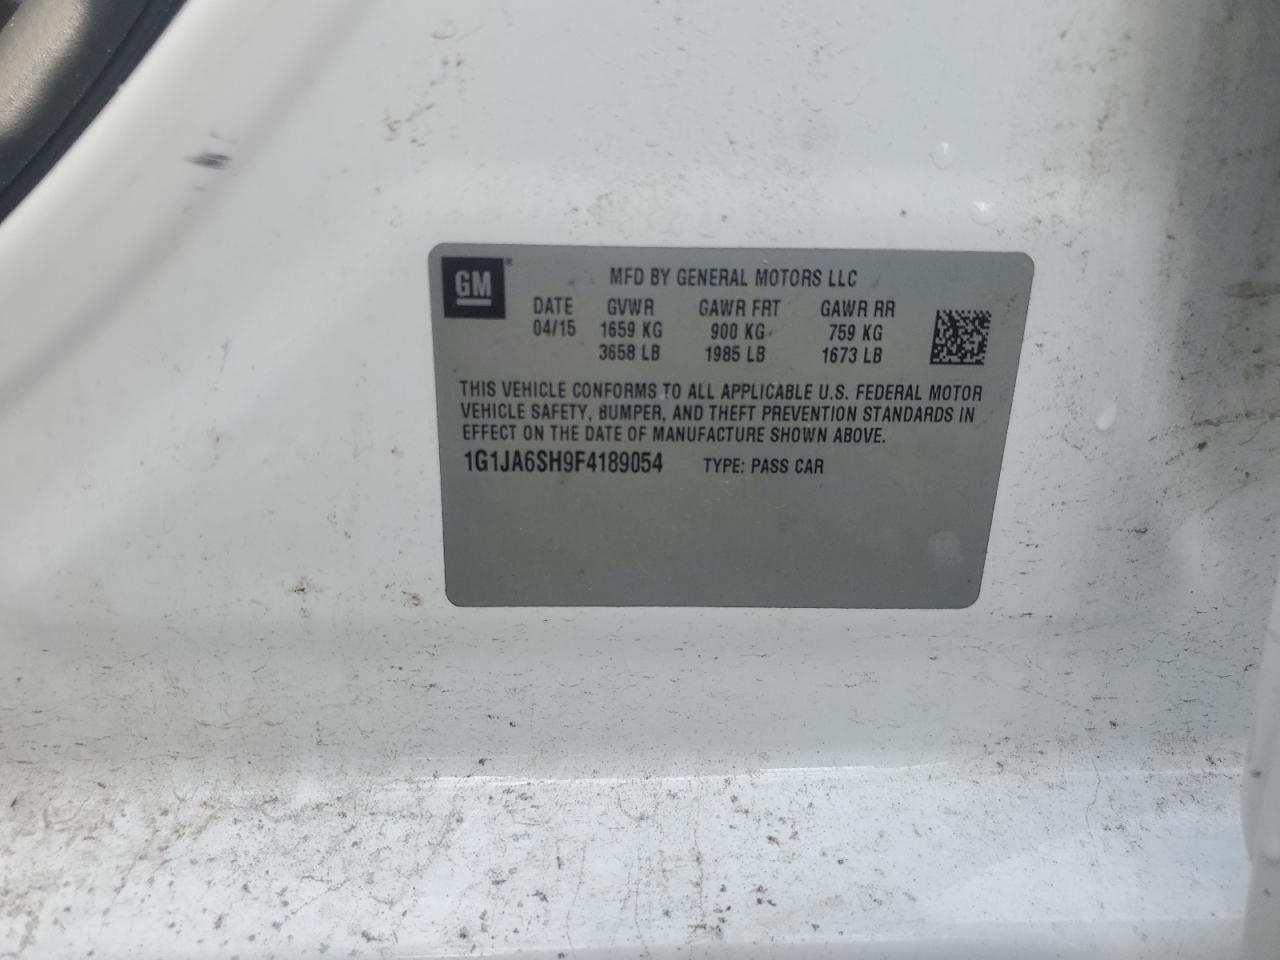 GM®
MFD BY GENERAL MOTORS LLC
DATE GVWR GAWR FRT GAWR RR
04/15 1659 KG 900 KG 759 KG
3658 LB 1985 LB 1673 LB
THIS VEHICLE CONFORMS TO ALL APPLICABLE U.S. FEDERAL MOTOR
VEHICLE SAFETY, BUMPER, AND THEFT PREVENTION STANDARDS IN
EFFECT ON THE DATE OF MANUFACTURE SHOWN ABOVE.
1G1JA6SH9F4189054 TYPE: PASS CAR